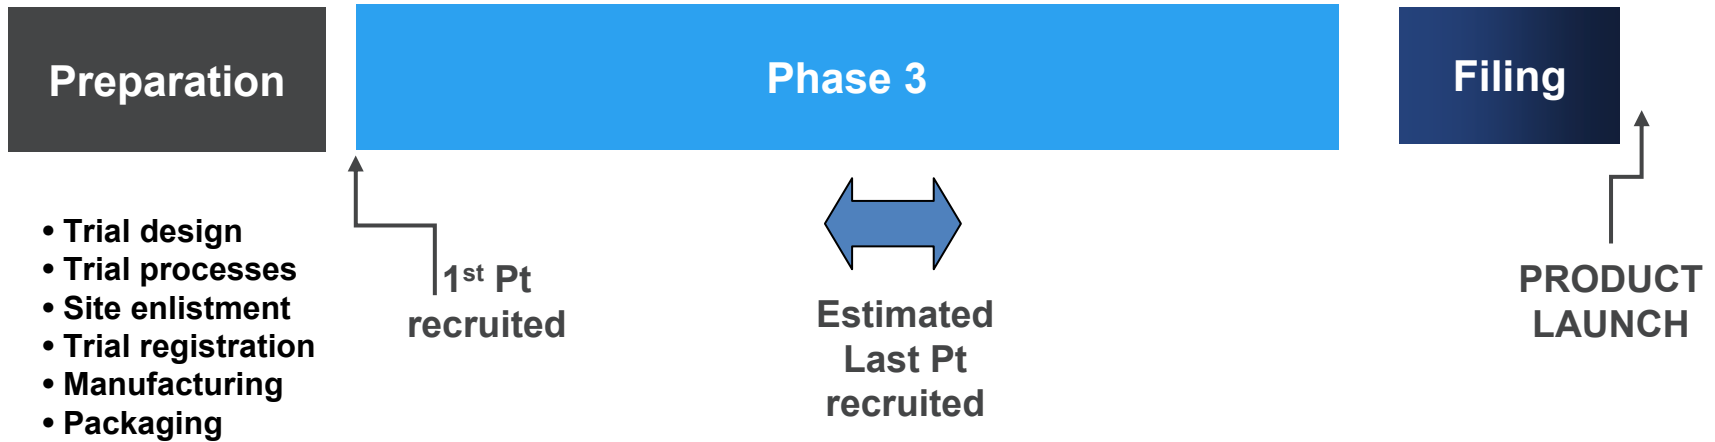 Preparation
Phase 3
Filing
• Trial design
• Trial processes
• Site enlistment
• Trial registration
• Manufacturing
• Packaging
1st Pt
recruited
Estimated
Last Pt
recruited
PRODUCT
LAUNCH